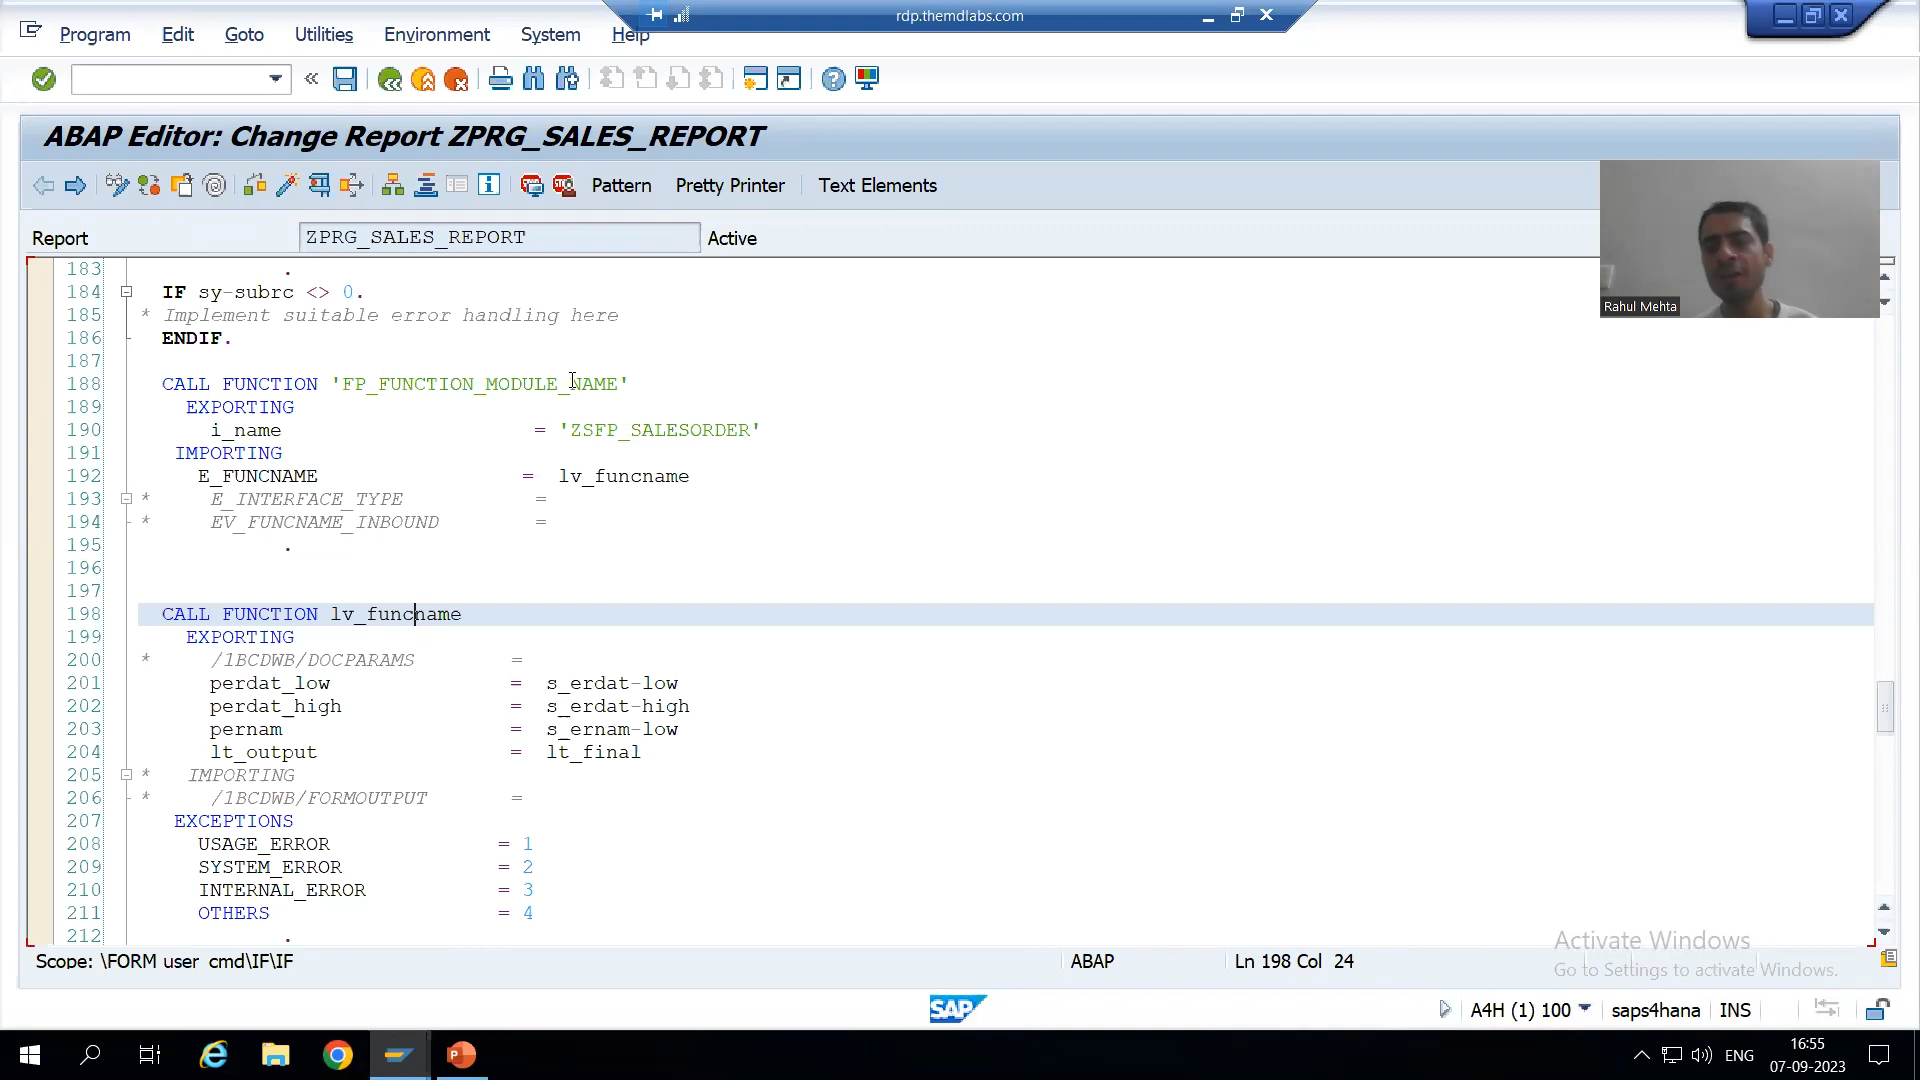 rdp.themdlabs.com
Program Edit Goto Utilities Environment System Help
ABAP Editor: Change Report ZPRG_SALES_REPORT
Pattern Pretty Printer Text Elements
Report ZPRG_SALES_REPORT Active
Rahul Mehta
183 .
184 IF sy-subrc <> 0.
185 * Implement suitable error handling here
186 ENDIF.
187
188 CALL FUNCTION 'FP_FUNCTION_MODULE_NAME'
189 EXPORTING
190 i_name = 'ZSFP_SALESORDER'
191 IMPORTING
192 E_FUNCNAME = lv_funcname
193 * E_INTERFACE_TYPE =
194 * EV_FUNCNAME_INBOUND =
195 .
196
197
198 CALL FUNCTION lv_funcname
199 EXPORTING
200 * /1BCDWB/DOCPARAMS =
201 perdat_low = s_erdat-low
202 perdat_high = s_erdat-high
203 pernam = s_ernam-low
204 lt_output = lt_final
205 * IMPORTING
206 * /1BCDWB/FORMOUTPUT =
207 EXCEPTIONS
208 USAGE_ERROR = 1
209 SYSTEM_ERROR = 2
210 INTERNAL_ERROR = 3
211 OTHERS = 4
212 .
Activate Windows
Go to Settings to activate Windows.
Scope: \FORM user_cmd\IF\IF ABAP Ln 198 Col 24
SAP A4H (1) 100 saps4hana INS
ENG 16:55
07-09-2023